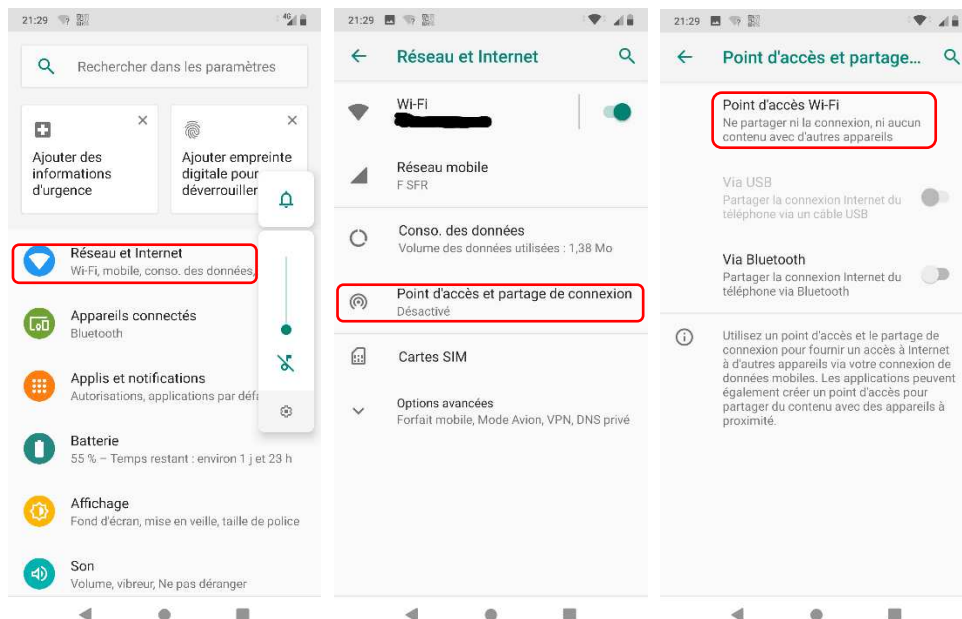 21:29
4G
Rechercher dans les paramètres
Ajouter des
informations
d'urgence
Ajouter empreinte
digitale pour
déverrouiller
Réseau et Internet
Wi-Fi, mobile, conso. des données,
Appareils connectés
Bluetooth
Applis et notifications
Autorisations, applications par défa
Batterie
55 % – Temps restant : environ 1 j et 23 h
Affichage
Fond d'écran, mise en veille, taille de police
Son
Volume, vibreur, Ne pas déranger
21:29
Réseau et Internet
Wi-Fi
Réseau mobile
F SFR
Conso. des données
Volume des données utilisées : 1,38 Mo
Point d'accès et partage de connexion
Désactivé
Cartes SIM
Options avancées
Forfait mobile, Mode Avion, VPN, DNS privé
21:29
Point d'accès et partage...
Point d'accès Wi-Fi
Ne partager ni la connexion, ni aucun
contenu avec d'autres appareils
Via USB
Partager la connexion Internet du
téléphone via un câble USB
Via Bluetooth
Partager la connexion Internet du
téléphone via Bluetooth
Utilisez un point d'accès et le partage de
connexion pour fournir un accès à Internet
à d'autres appareils via votre connexion de
données mobiles. Les applications peuvent
également créer un point d'accès pour
partager du contenu avec des appareils à
proximité.